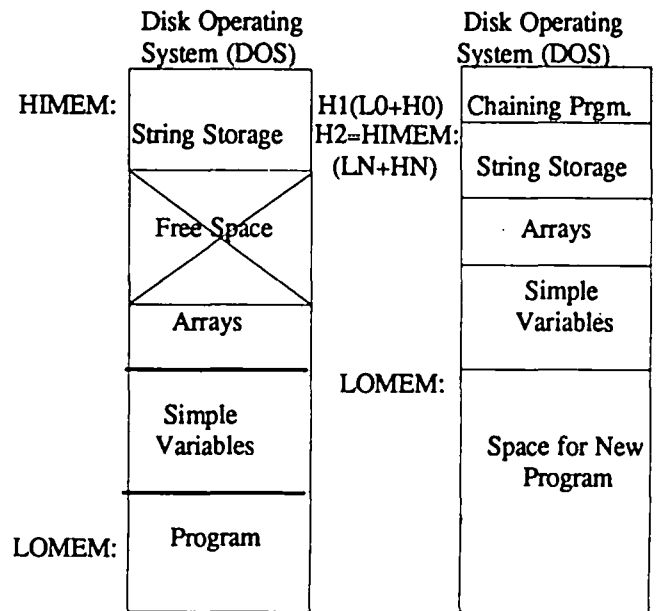 Disk Operating
System (DOS)
HIMEM:
String Storage
Free Space
Arrays
Simple
Variables
LOMEM:
Program
Disk Operating
System (DOS)
H1(L0+H0)
H2=HIMEM:
(LN+HN)
Chaining Prgm.
String Storage
Arrays
Simple
Variables
LOMEM:
Space for New
Program